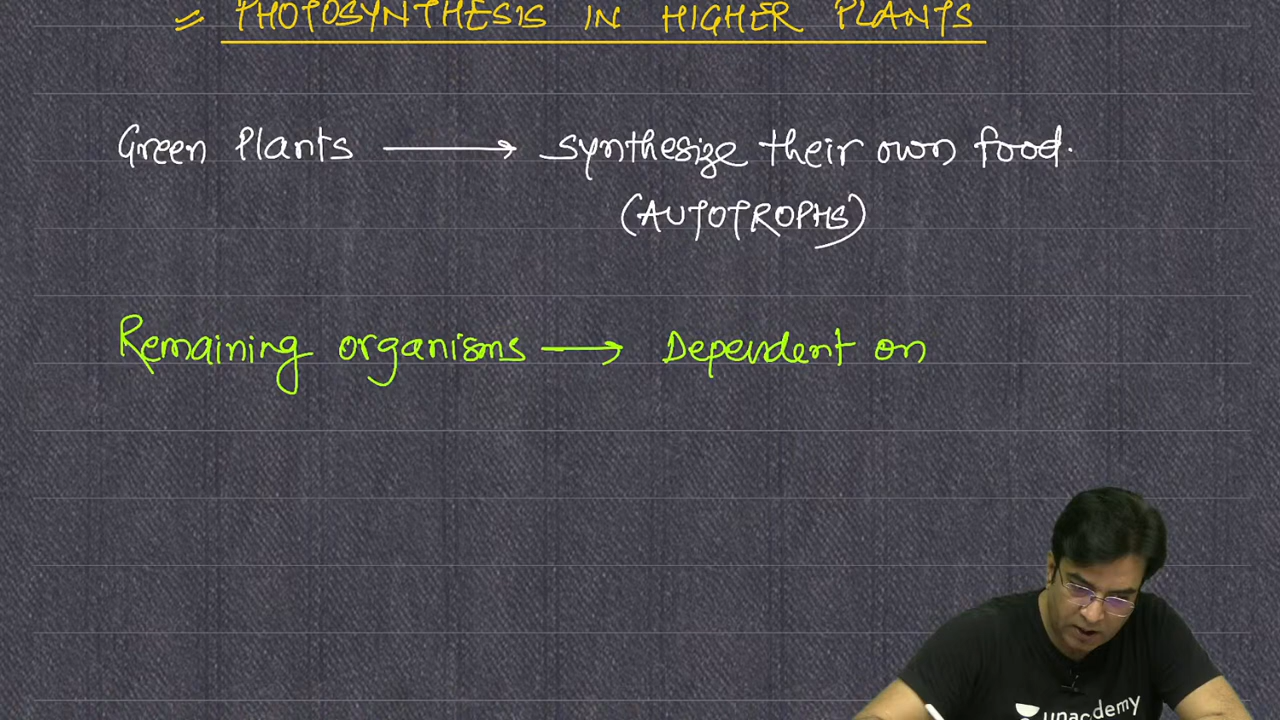 = PHOTOSYNTHESIS IN HIGHER PLANTS
Green Plants → synthesize their own food.
(AUTOTROPHS)
Remaining organisms → Dependent on
unacademy